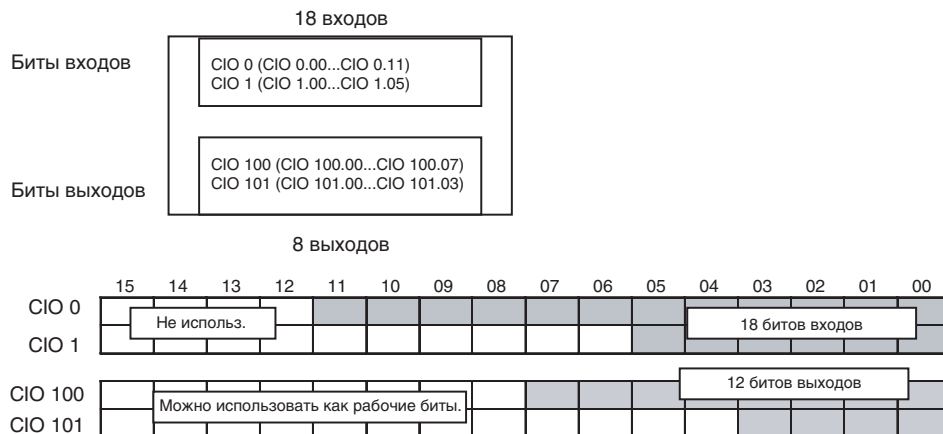 18 входов
Биты входов
CIO 0 (CIO 0.00...CIO 0.11)
CIO 1 (CIO 1.00...CIO 1.05)
CIO 100 (CIO 100.00...CIO 100.07)
CIO 101 (CIO 101.00...CIO 101.03)
Биты выходов
8 выходов
15 14 13 12 11 10 09 08 07 06 05 04 03 02 01 00
CIO 0
Не использ.
18 битов входов
CIO 1
12 битов выходов
CIO 100
Можно использовать как рабочие биты.
CIO 101